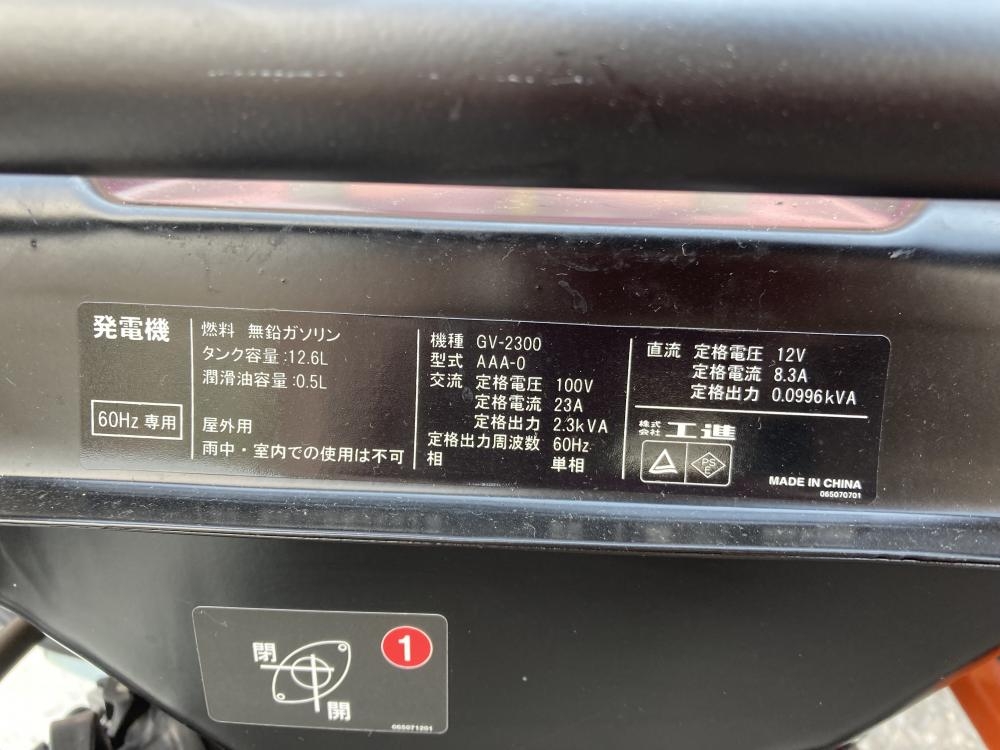 発電機
60Hz 専用
燃料 無鉛ガソリン
タンク容量:12.6L
潤滑油容量:0.5L
屋外用
雨中・室内での使用は不可
機種 GV-2300
型式 AAA-0
交流 定格電圧 100V
定格電流 23A
定格出力 2.3kVA
定格出力周波数 60Hz
相 単相
直流 定格電圧 12V
定格電流 8.3A
定格出力 0.0996kVA
株式会社 工進
PSE
MADE IN CHINA
065070701
1
閉
開
065071201